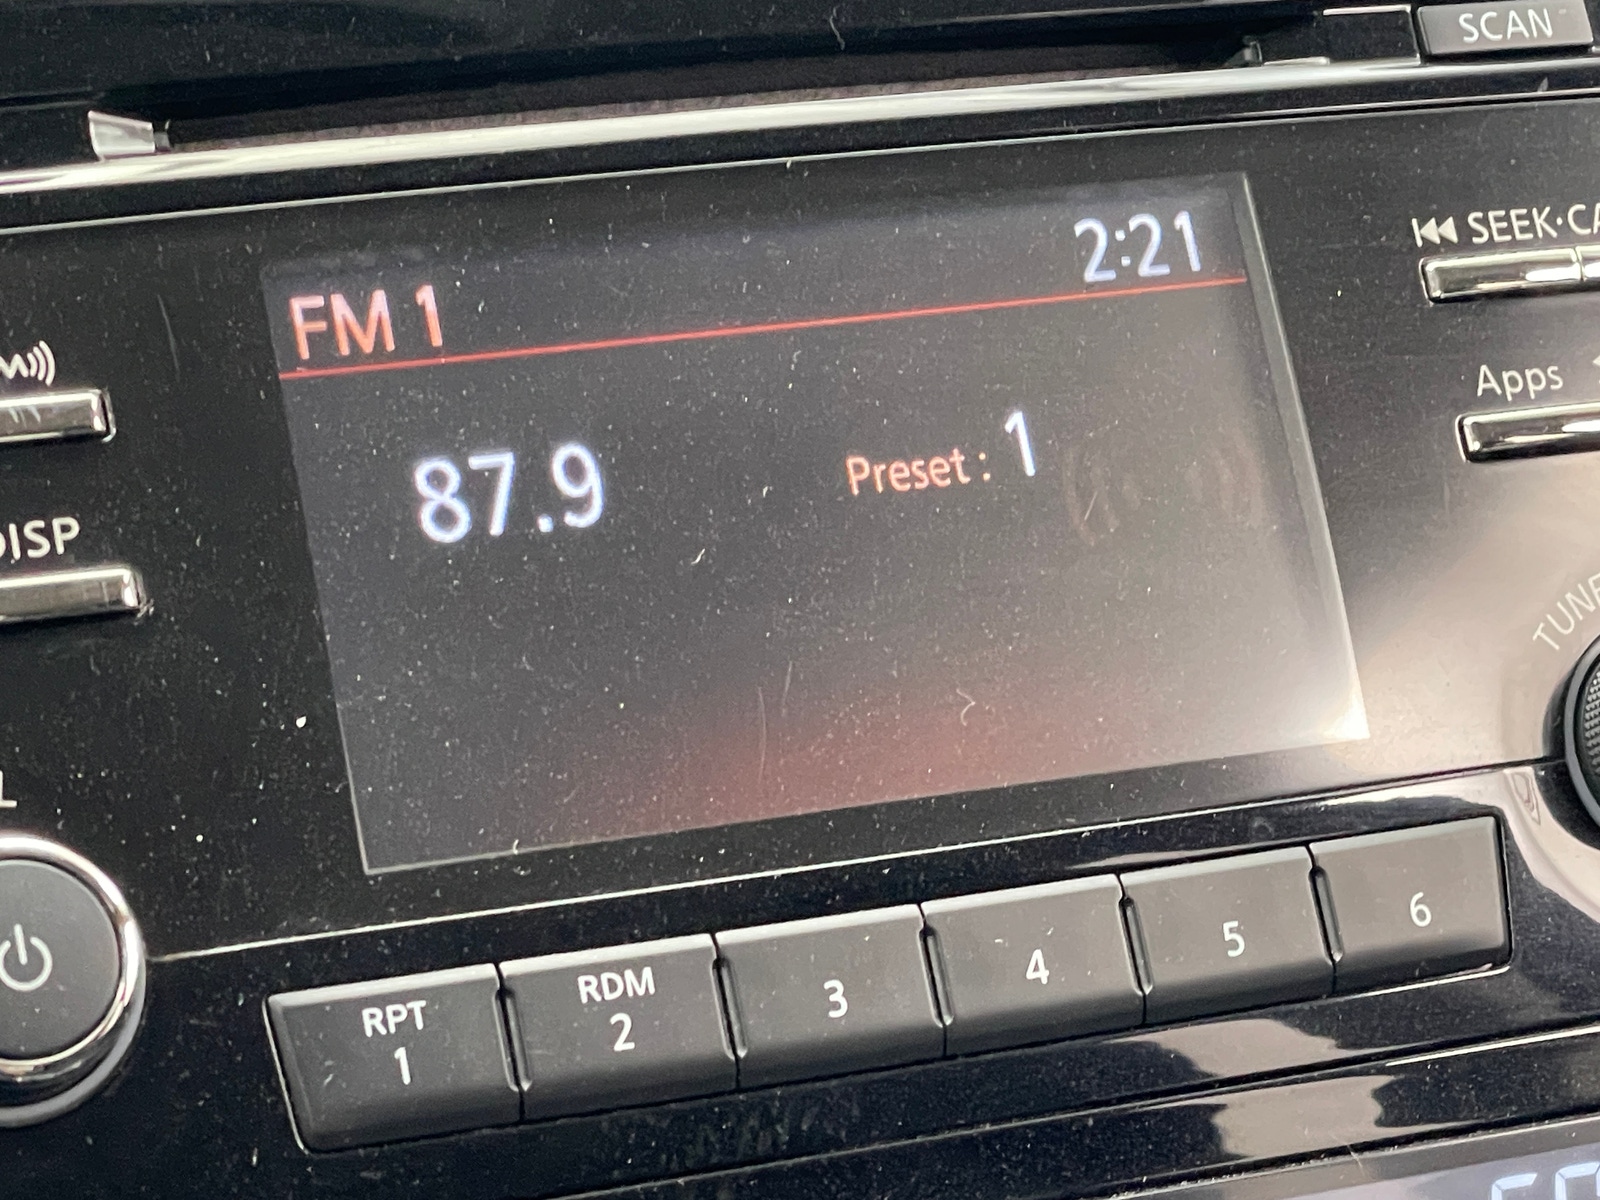 SCAN
2:21
FM 1
SEEK·CA
Apps
87.9
Preset : 1
DISP
TUNE
RPT
1
RDM
2
3
4
5
6